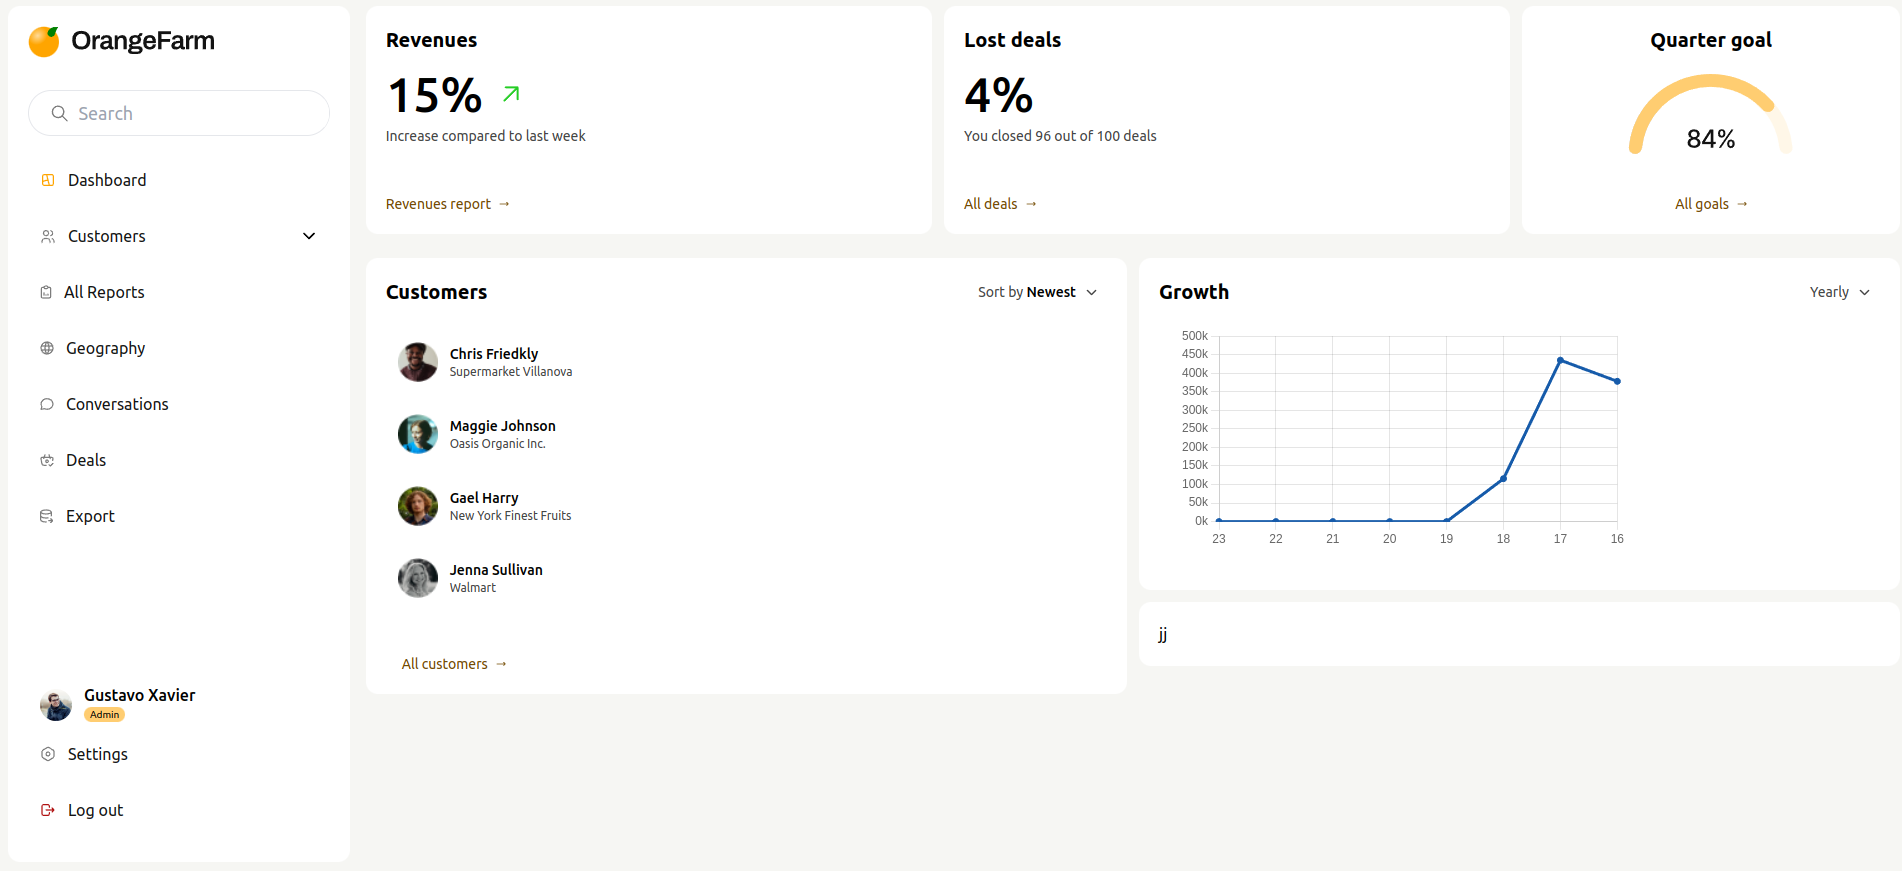 OrangeFarm
Search
Dashboard
Customers
All Reports
Geography
Conversations
Deals
Export
Gustavo Xavier
Admin
Settings
Log out
Revenues
15%
Increase compared to last week
Revenues report →
Lost deals
4%
You closed 96 out of 100 deals
All deals →
Quarter goal
84%
All goals →
Customers
Sort by Newest
Chris Friedkly
Supermarket Villanova
Maggie Johnson
Oasis Organic Inc.
Gael Harry
New York Finest Fruits
Jenna Sullivan
Walmart
All customers →
Growth
Yearly
500k
450k
400k
350k
300k
250k
200k
150k
100k
50k
0k
23 22 21 20 19 18 17 16
jj